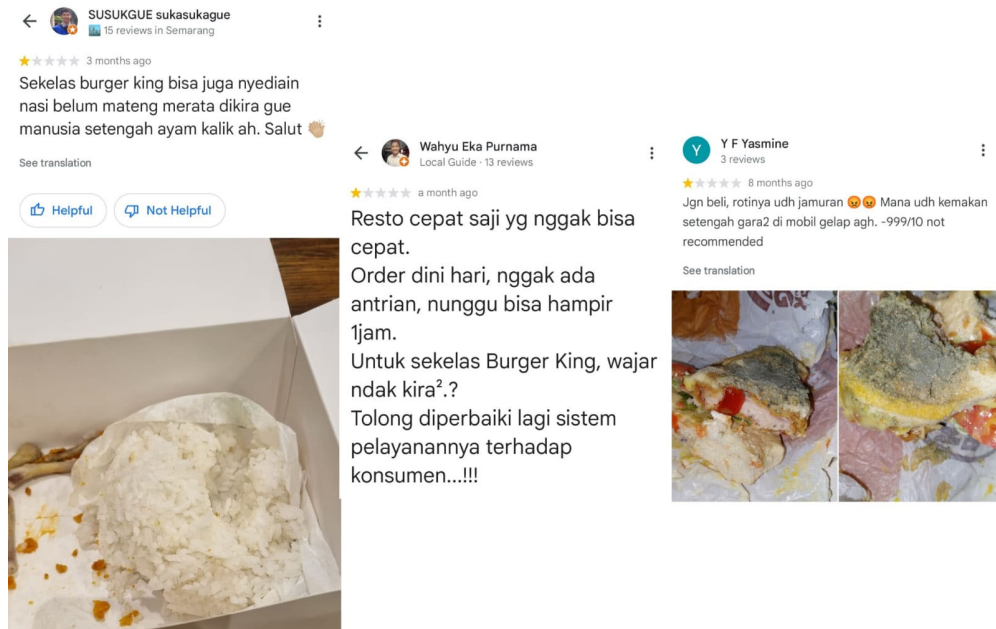 SUSUKGUE sukasukague
15 reviews in Semarang
3 months ago
Sekelas burger king bisa juga nyediain
nasi belum mateng merata dikira gue
manusia setengah ayam kalik ah. Salut 👏🏼
See translation
Helpful
Not Helpful
Wahyu Eka Purnama
Local Guide · 13 reviews
a month ago
Resto cepat saji yg nggak bisa
cepat.
Order dini hari, nggak ada
antrian, nunggu bisa hampir
1jam.
Untuk sekelas Burger King, wajar
ndak kira².?
Tolong diperbaiki lagi sistem
pelayanannya terhadap
konsumen...!!!
Y
Y F Yasmine
3 reviews
8 months ago
Jgn beli, rotinya udh jamuran 😡😡 Mana udh kemakan
setengah gara2 di mobil gelap agh. -999/10 not
recommended
See translation